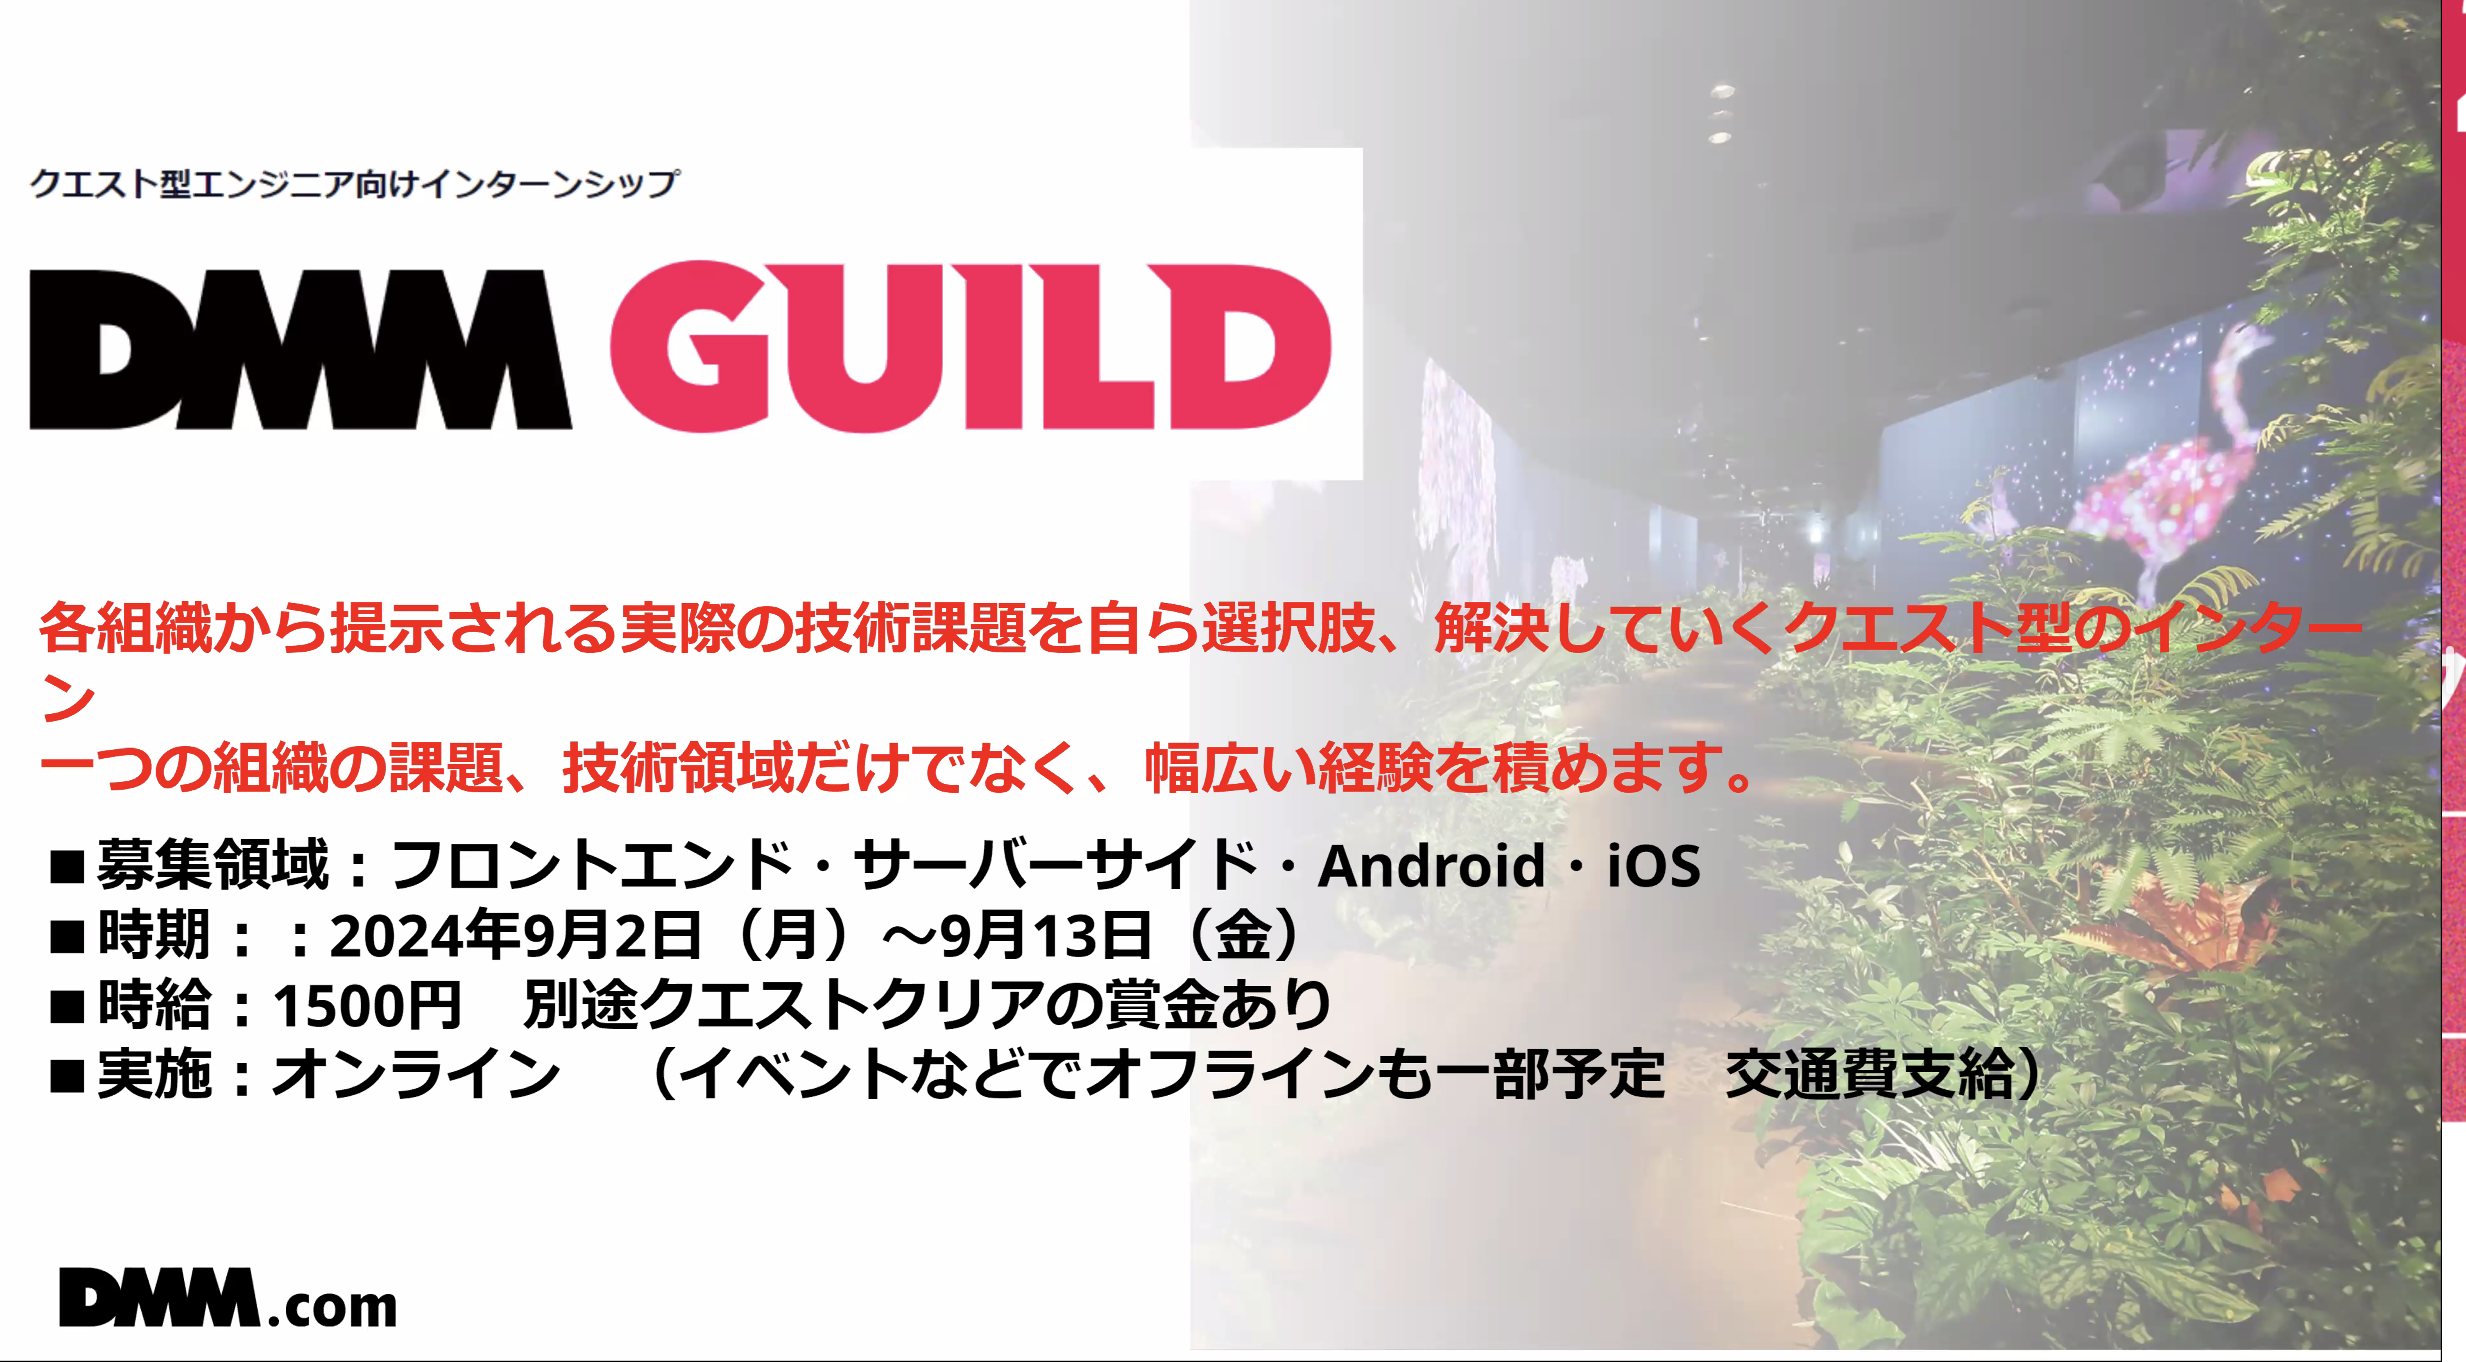 クエスト型エンジニア向けインターンシップ
DMM GUILD
各組織から提示される実際の技術課題を自ら選択肢、解決していくクエスト型のインター
ン
一つの組織の課題、技術領域だけでなく、幅広い経験を積めます。
■募集領域：フロントエンド・サーバーサイド・Android・iOS
■時期：：2024年9月2日（月）～9月13日（金）
■時給：1500円　別途クエストクリアの賞金あり
■実施：オンライン　（イベントなどでオフラインも一部予定　交通費支給）
DMM.com